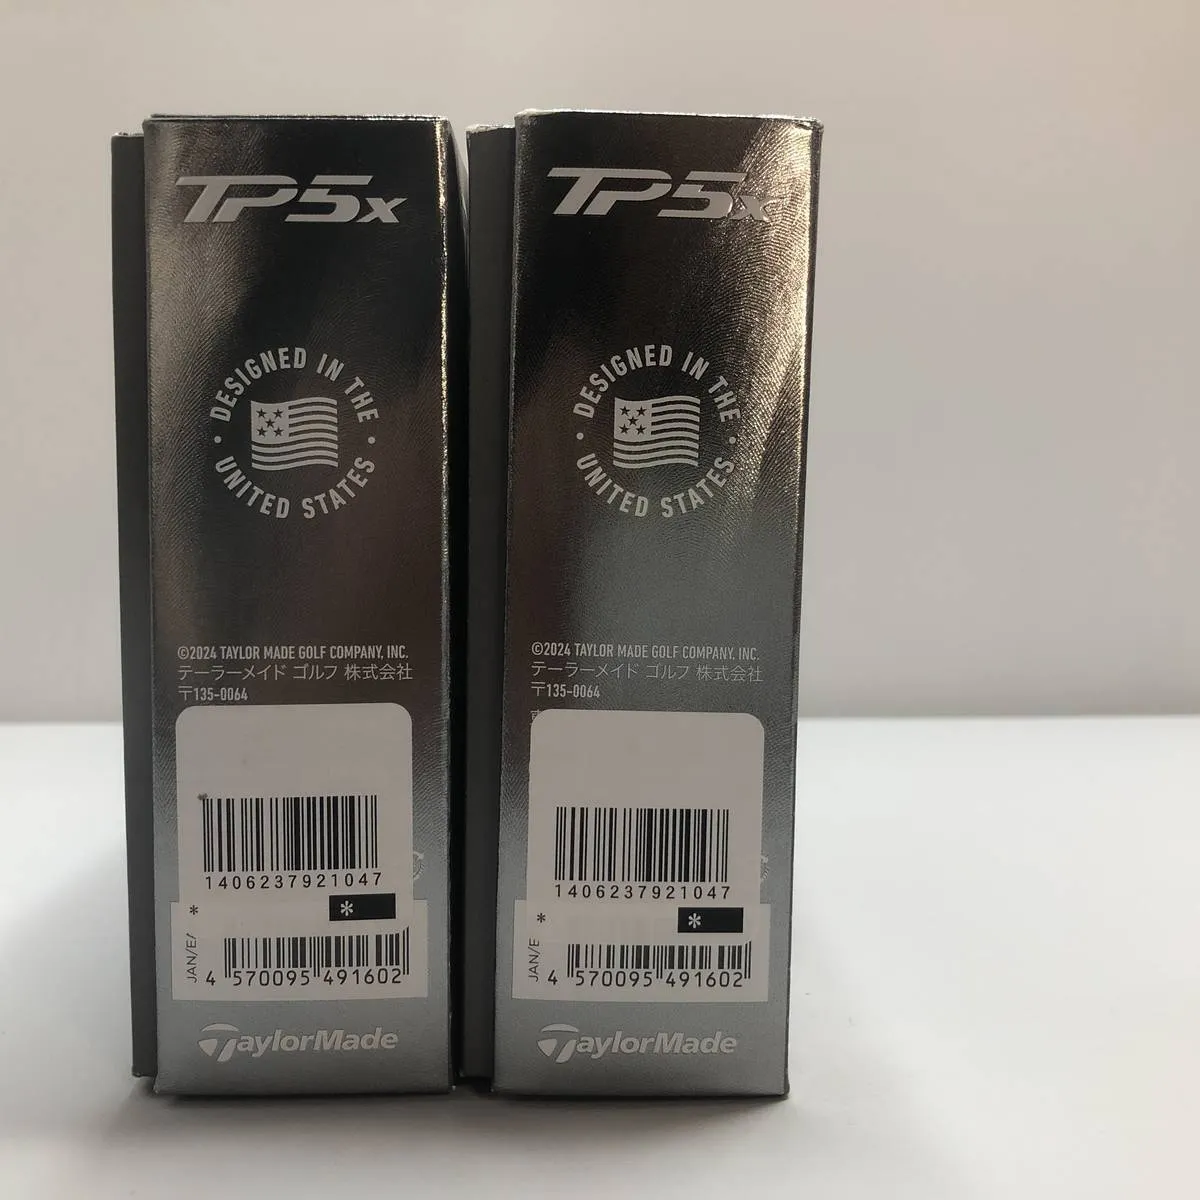 TP5x
DESIGNED IN THE
UNITED STATES
©2024 TAYLOR MADE GOLF COMPANY, INC.
テーラーメイド ゴルフ 株式会社
〒135-0064
1406237921047
*
*
JAN/E
4 570095 491602
TaylorMade
TP5x
DESIGNED IN THE
UNITED STATES
©2024 TAYLOR MADE GOLF COMPANY, INC.
テーラーメイド ゴルフ 株式会社
〒135-0064
1406237921047
*
*
JAN/E
4 570095 491602
TaylorMade